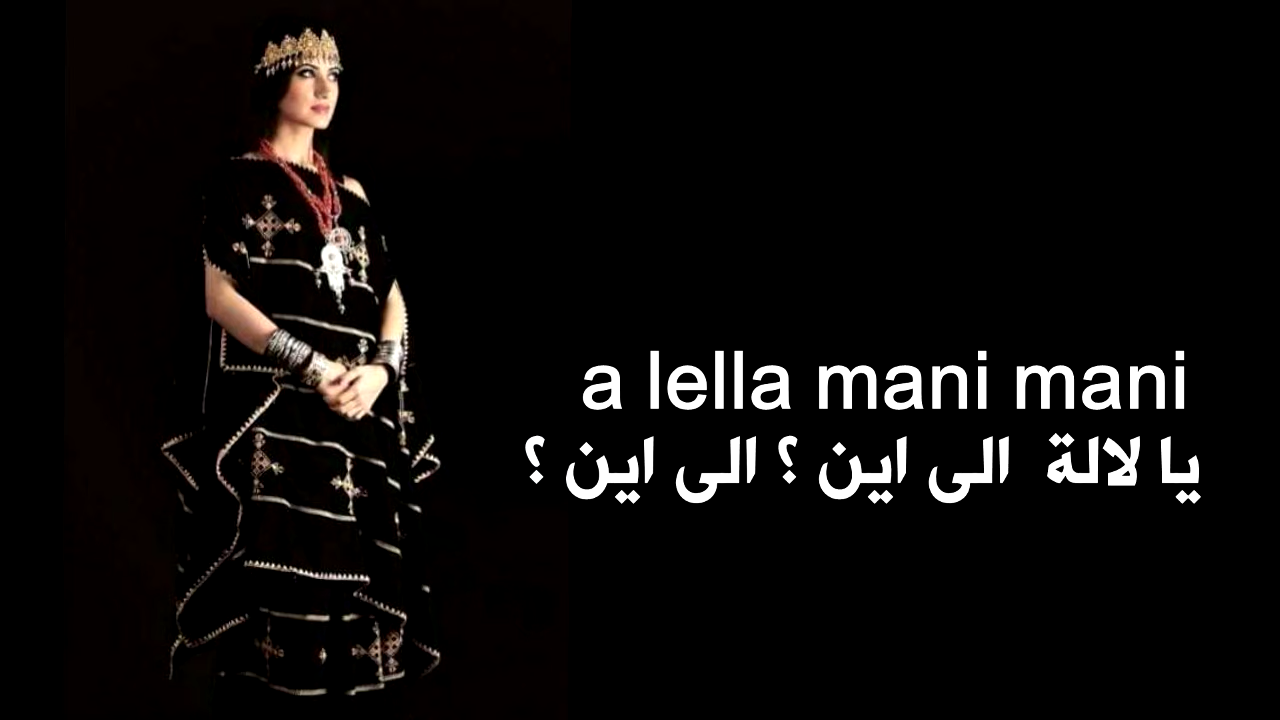 a lella mani mani
يا لالة الى اين ؟ الى اين ؟